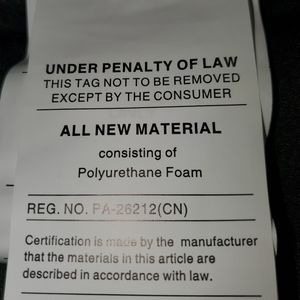 UNDER PENALTY OF LAW
THIS TAG NOT TO BE REMOVED
EXCEPT BY THE CONSUMER
ALL NEW MATERIAL
consisting of
Polyurethane Foam
REG. NO. PA-26212(CN)
Certification is made by the manufacturer
that the materials in this article are
described in accordance with law.